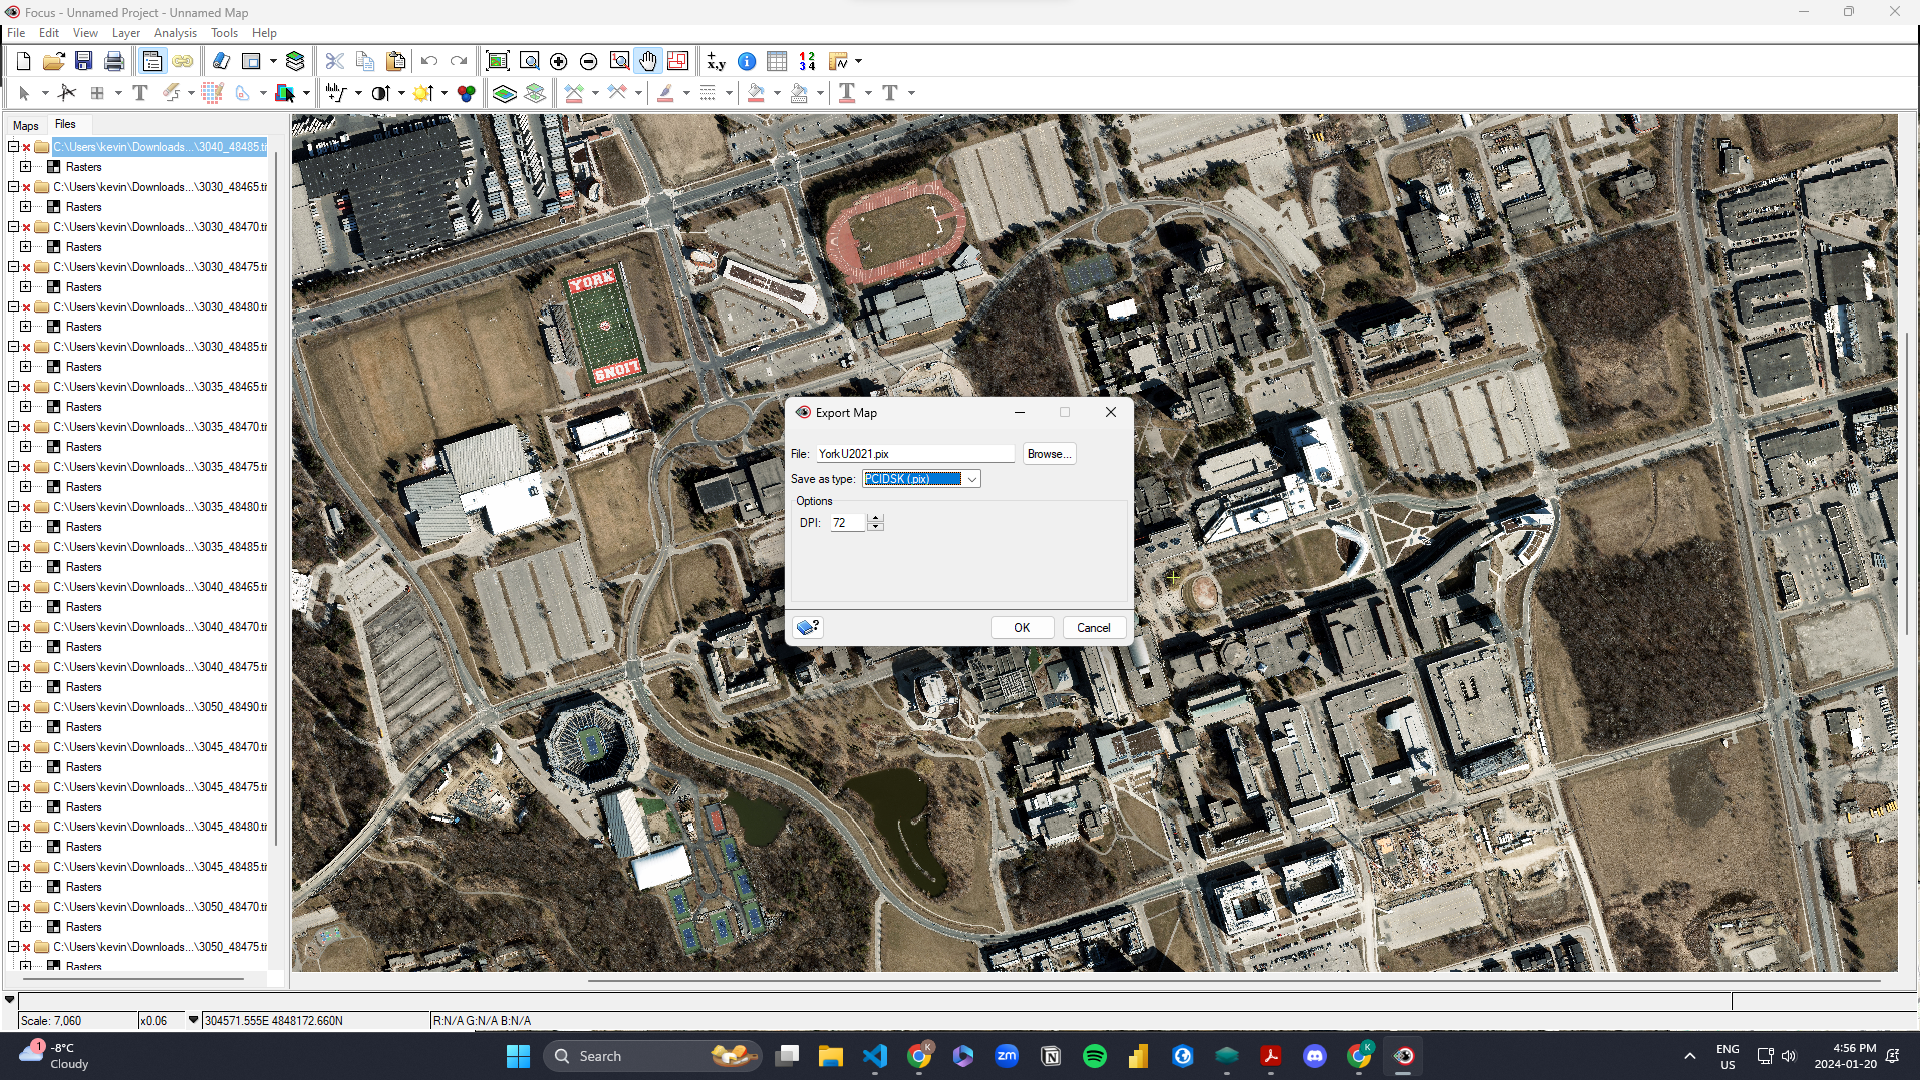 Focus - Unnamed Project - Unnamed Map
File Edit View Layer Analysis Tools Help
+x,y
1 2 3 4
Maps Files
C:\Users\kevin\Downloads...\3040_48485.ti
Rasters
C:\Users\kevin\Downloads...\3030_48465.ti
Rasters
C:\Users\kevin\Downloads...\3030_48470.ti
Rasters
C:\Users\kevin\Downloads...\3030_48475.ti
Rasters
C:\Users\kevin\Downloads...\3030_48480.ti
Rasters
C:\Users\kevin\Downloads...\3030_48485.ti
Rasters
C:\Users\kevin\Downloads...\3035_48465.ti
Rasters
C:\Users\kevin\Downloads...\3035_48470.ti
Rasters
C:\Users\kevin\Downloads...\3035_48475.ti
Rasters
C:\Users\kevin\Downloads...\3035_48480.ti
Rasters
C:\Users\kevin\Downloads...\3035_48485.ti
Rasters
C:\Users\kevin\Downloads...\3040_48465.ti
Rasters
C:\Users\kevin\Downloads...\3040_48470.ti
Rasters
C:\Users\kevin\Downloads...\3040_48475.ti
Rasters
C:\Users\kevin\Downloads...\3050_48490.ti
Rasters
C:\Users\kevin\Downloads...\3045_48470.ti
Rasters
C:\Users\kevin\Downloads...\3045_48475.ti
Rasters
C:\Users\kevin\Downloads...\3045_48480.ti
Rasters
C:\Users\kevin\Downloads...\3045_48485.ti
Rasters
C:\Users\kevin\Downloads...\3050_48470.ti
Rasters
C:\Users\kevin\Downloads...\3050_48475.ti
Rasters
YORK
LIONS
Export Map
File: YorkU2021.pix Browse...
Save as type: PCIDSK (.pix)
Options
DPI: 72
OK Cancel
Scale: 7,060 x0.06 304571.555E 4848172.660N R:N/A G:N/A B:N/A
1
-8°C
Cloudy
Search
K
zm
K
ENG
US
4:56 PM
2024-01-20